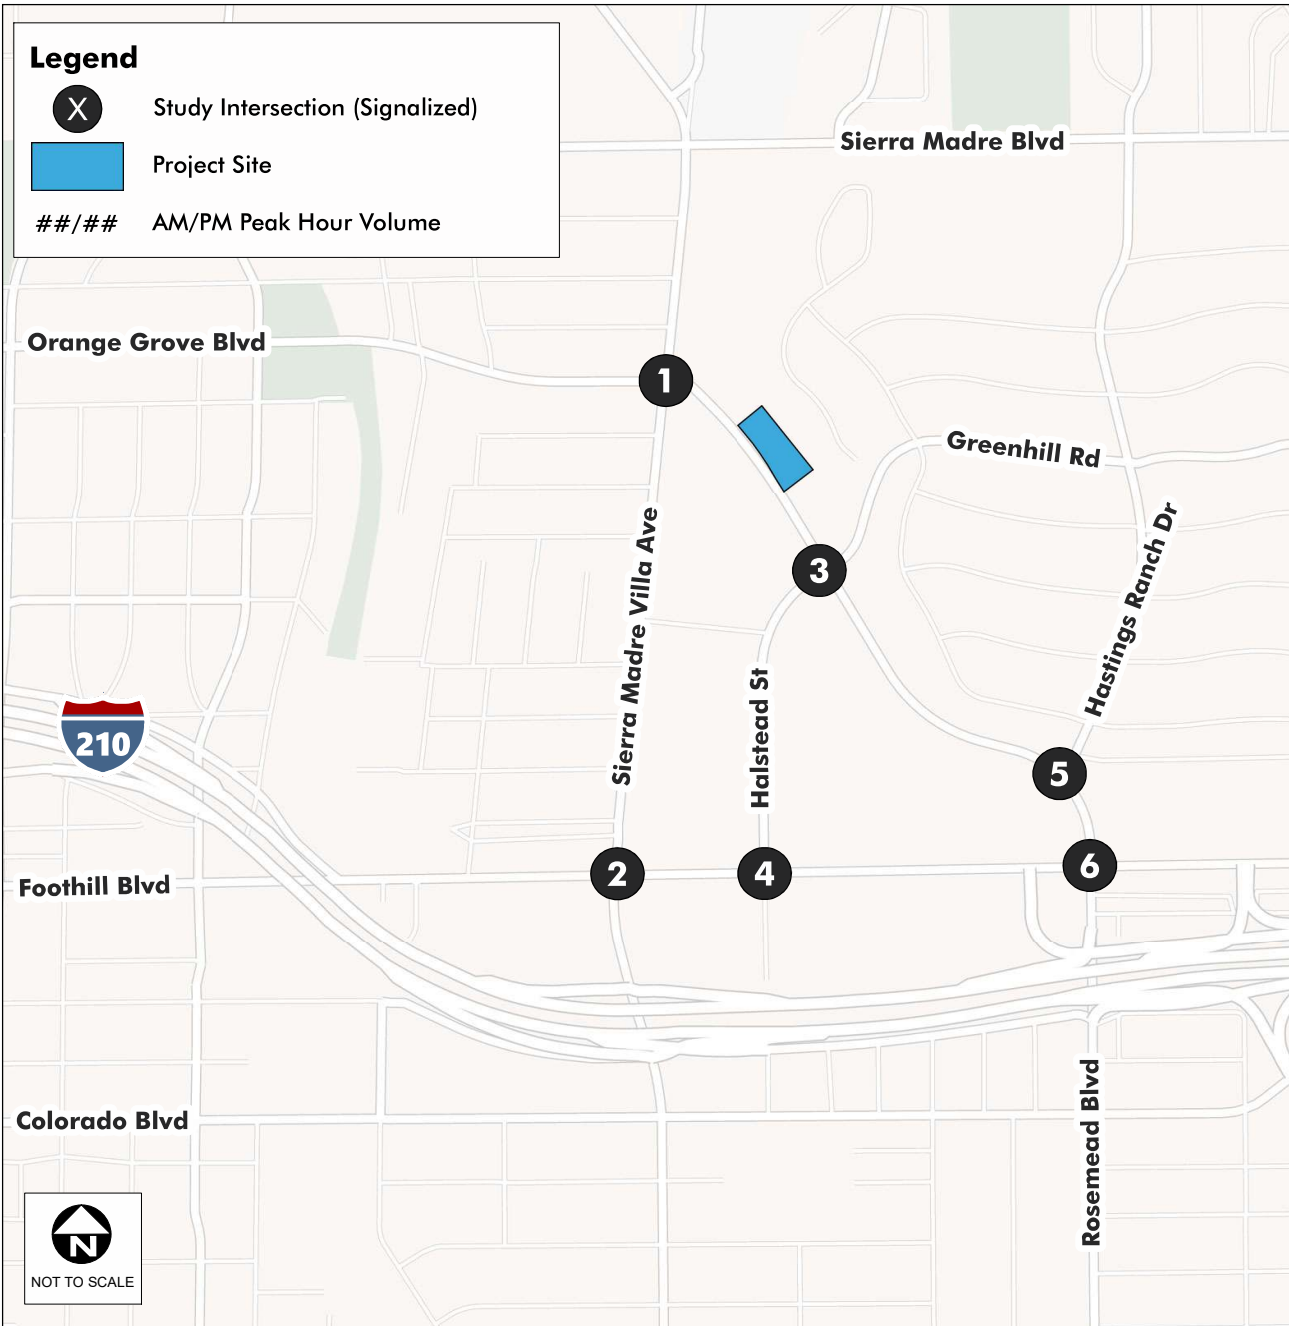 Legend
X Study Intersection (Signalized)
Project Site
##/## AM/PM Peak Hour Volume
Sierra Madre Blvd
Orange Grove Blvd
1
Greenhill Rd
Sierra Madre Villa Ave
3
Hastings Ranch Dr
Halstead St
210
5
2
4
6
Foothill Blvd
Colorado Blvd
Rosemead Blvd
N
NOT TO SCALE